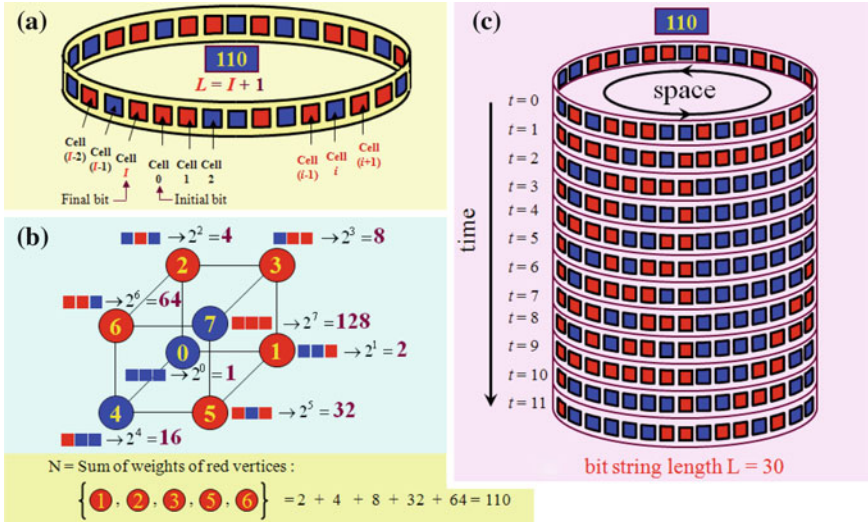 (a)
110
L = I + 1
Cell (I-2)
Cell (I-1)
Cell I
Cell 0
Cell 1
Cell 2
Cell (i-1)
Cell i
Cell (i+1)
Final bit
Initial bit
(b)
→ 2² = 4
→ 2³ = 8
2
3
→ 2⁶ = 64
6
7
→ 2⁷ = 128
0
1
→ 2¹ = 2
→ 2⁰ = 1
4
5
→ 2⁵ = 32
→ 2⁴ = 16
N = Sum of weights of red vertices :
{ 1 , 2 , 3 , 5 , 6 } = 2 + 4 + 8 + 32 + 64 = 110
(c)
110
space
time
t = 0
t = 1
t = 2
t = 3
t = 4
t = 5
t = 6
t = 7
t = 8
t = 9
t = 10
t = 11
bit string length L = 30